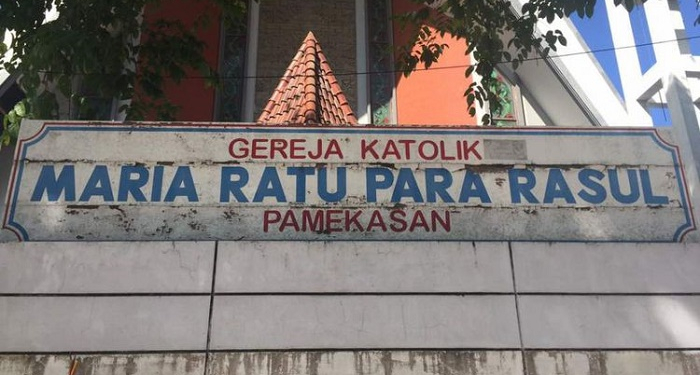 GEREJA KATOLIK
MARIA RATU PARA RASUL
PAMEKASAN